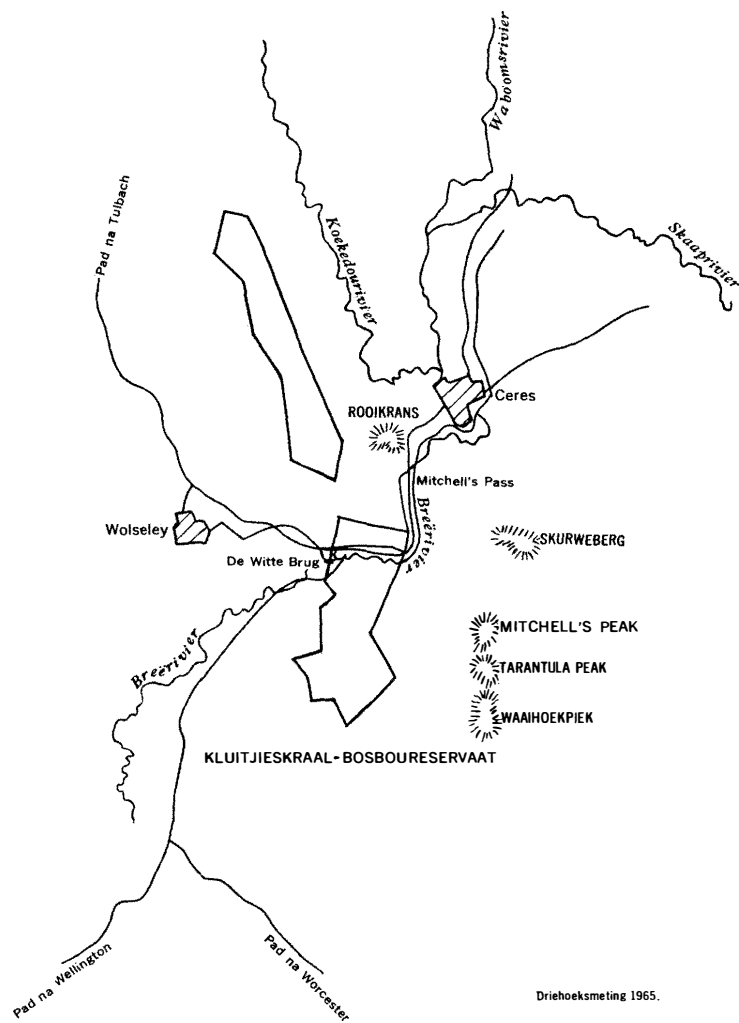 Waboomsrivier
Pad na Tulbach
Koekedourivier
Skaaprivier
Ceres
ROOIKRANS
Mitchell's Pass
Breërivier
Wolseley
SKURWEBERG
De Witte Brug
MITCHELL'S PEAK
Breërivier
TARANTULA PEAK
WAAIHOEKPIEK
KLUITJIESKRAAL-BOSBOURESERVAAT
Pad na Wellington
Pad na Worcester
Driehoeksmeting 1965.